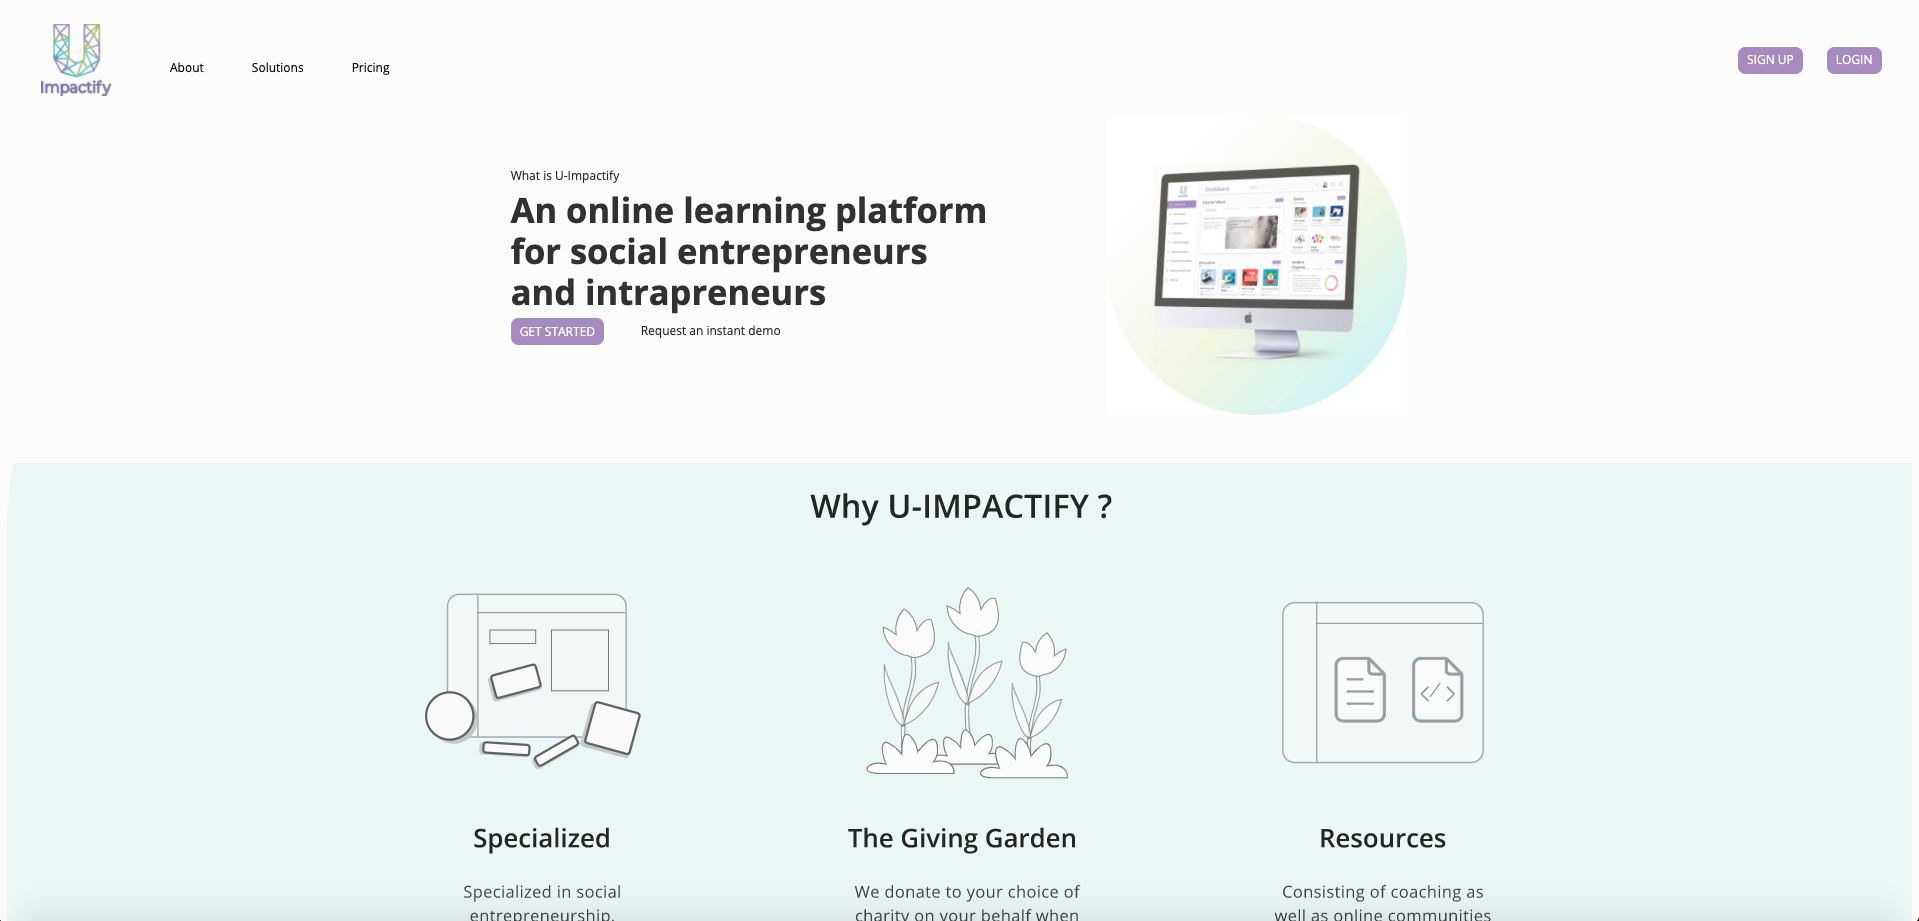 Impactify
About
Solutions
Pricing
SIGN UP
LOGIN
What is U-Impactify
An online learning platform
for social entrepreneurs
and intrapreneurs
GET STARTED
Request an instant demo
Dashboard
Why U-IMPACTIFY ?
Specialized
Specialized in social
entrepreneurship.
The Giving Garden
We donate to your choice of
charity on your behalf when
Resources
Consisting of coaching as
well as online communities